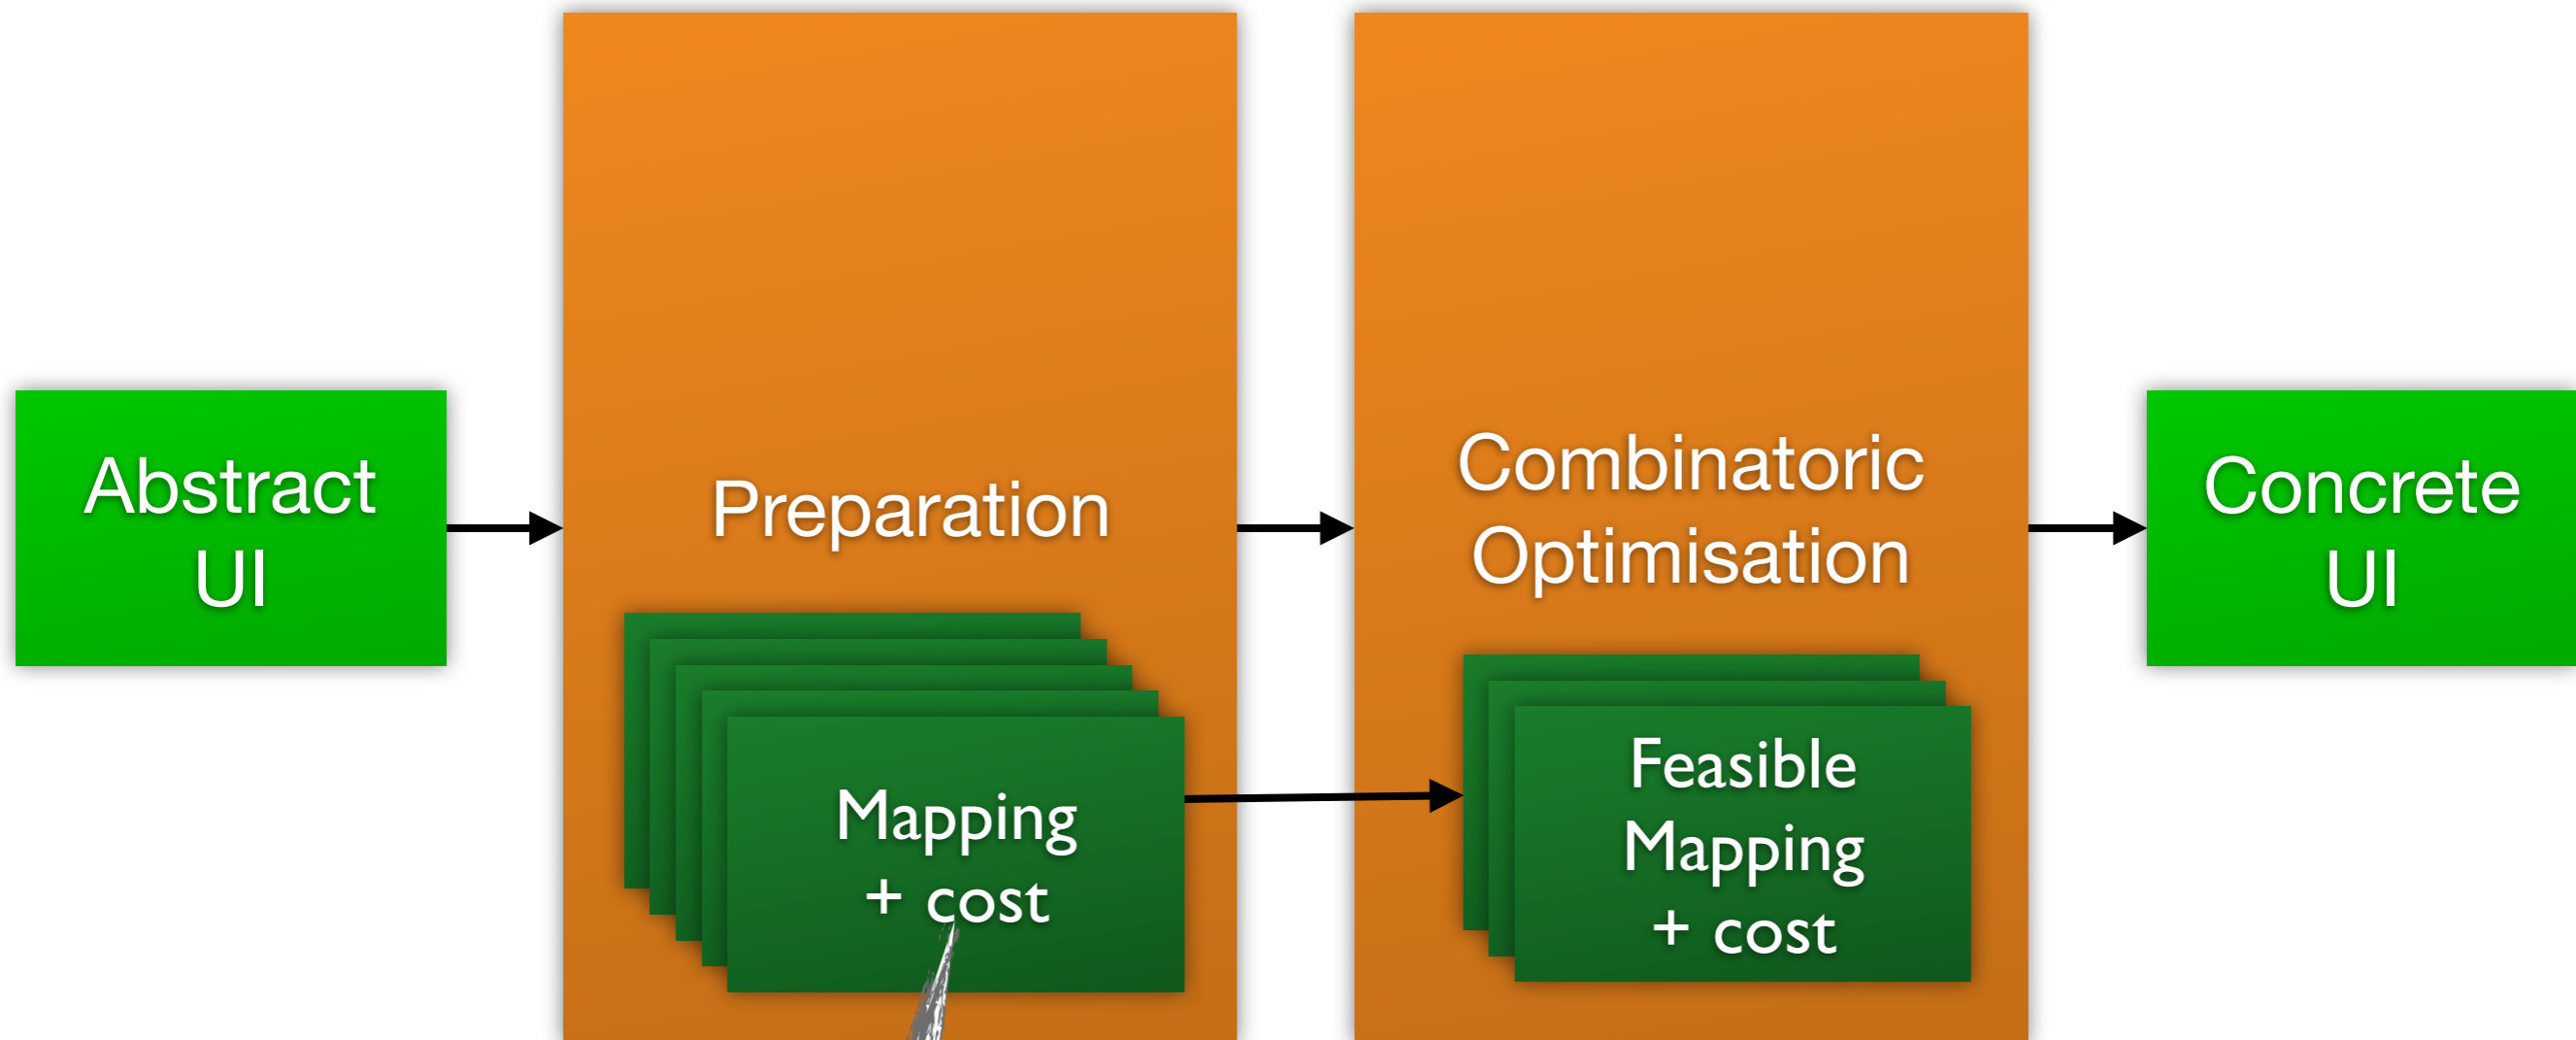 Abstract
UI
Preparation
Mapping
+ cost
Combinatoric
Optimisation
Feasible
Mapping
+ cost
Concrete
UI